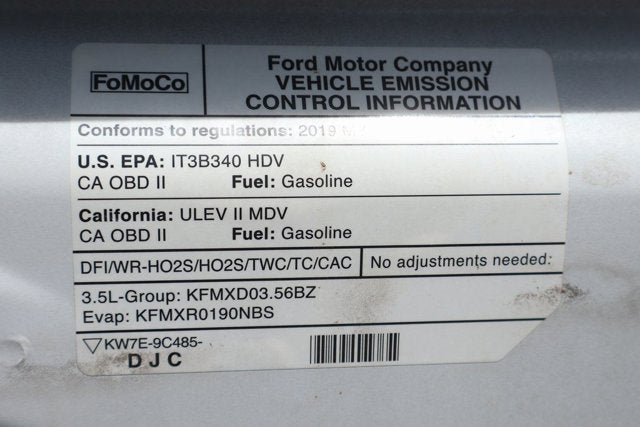 FoMoCo
Ford Motor Company
VEHICLE EMISSION
CONTROL INFORMATION
Conforms to regulations: 2019
U.S. EPA: IT3B340 HDV
CA OBD II Fuel: Gasoline
California: ULEV II MDV
CA OBD II Fuel: Gasoline
DFI/WR-HO2S/HO2S/TWC/TC/CAC No adjustments needed.
3.5L-Group: KFMXD03.56BZ
Evap: KFMXR0190NBS
KW7E-9C485-
DJC